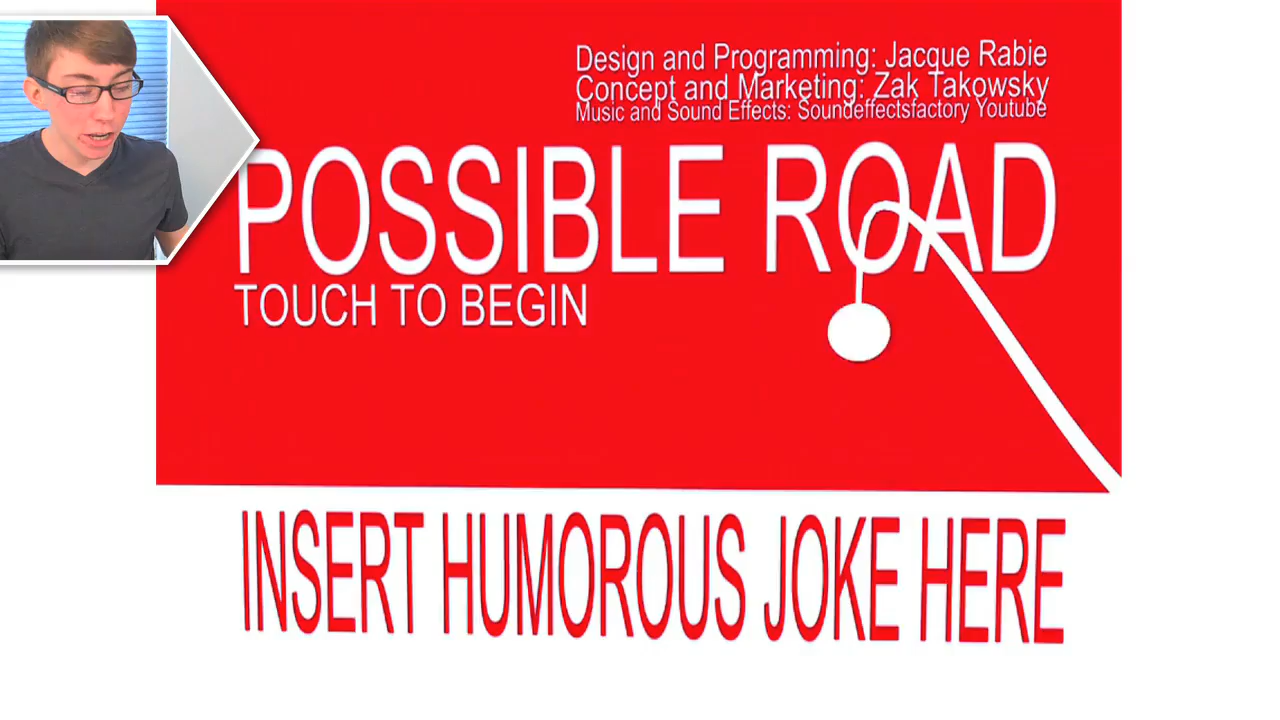 Design and Programming: Jacque Rabie
Concept and Marketing: Zak Takowsky
Music and Sound Effects: Soundeffectsfactory Youtube
POSSIBLE ROAD
TOUCH TO BEGIN
INSERT HUMOROUS JOKE HERE